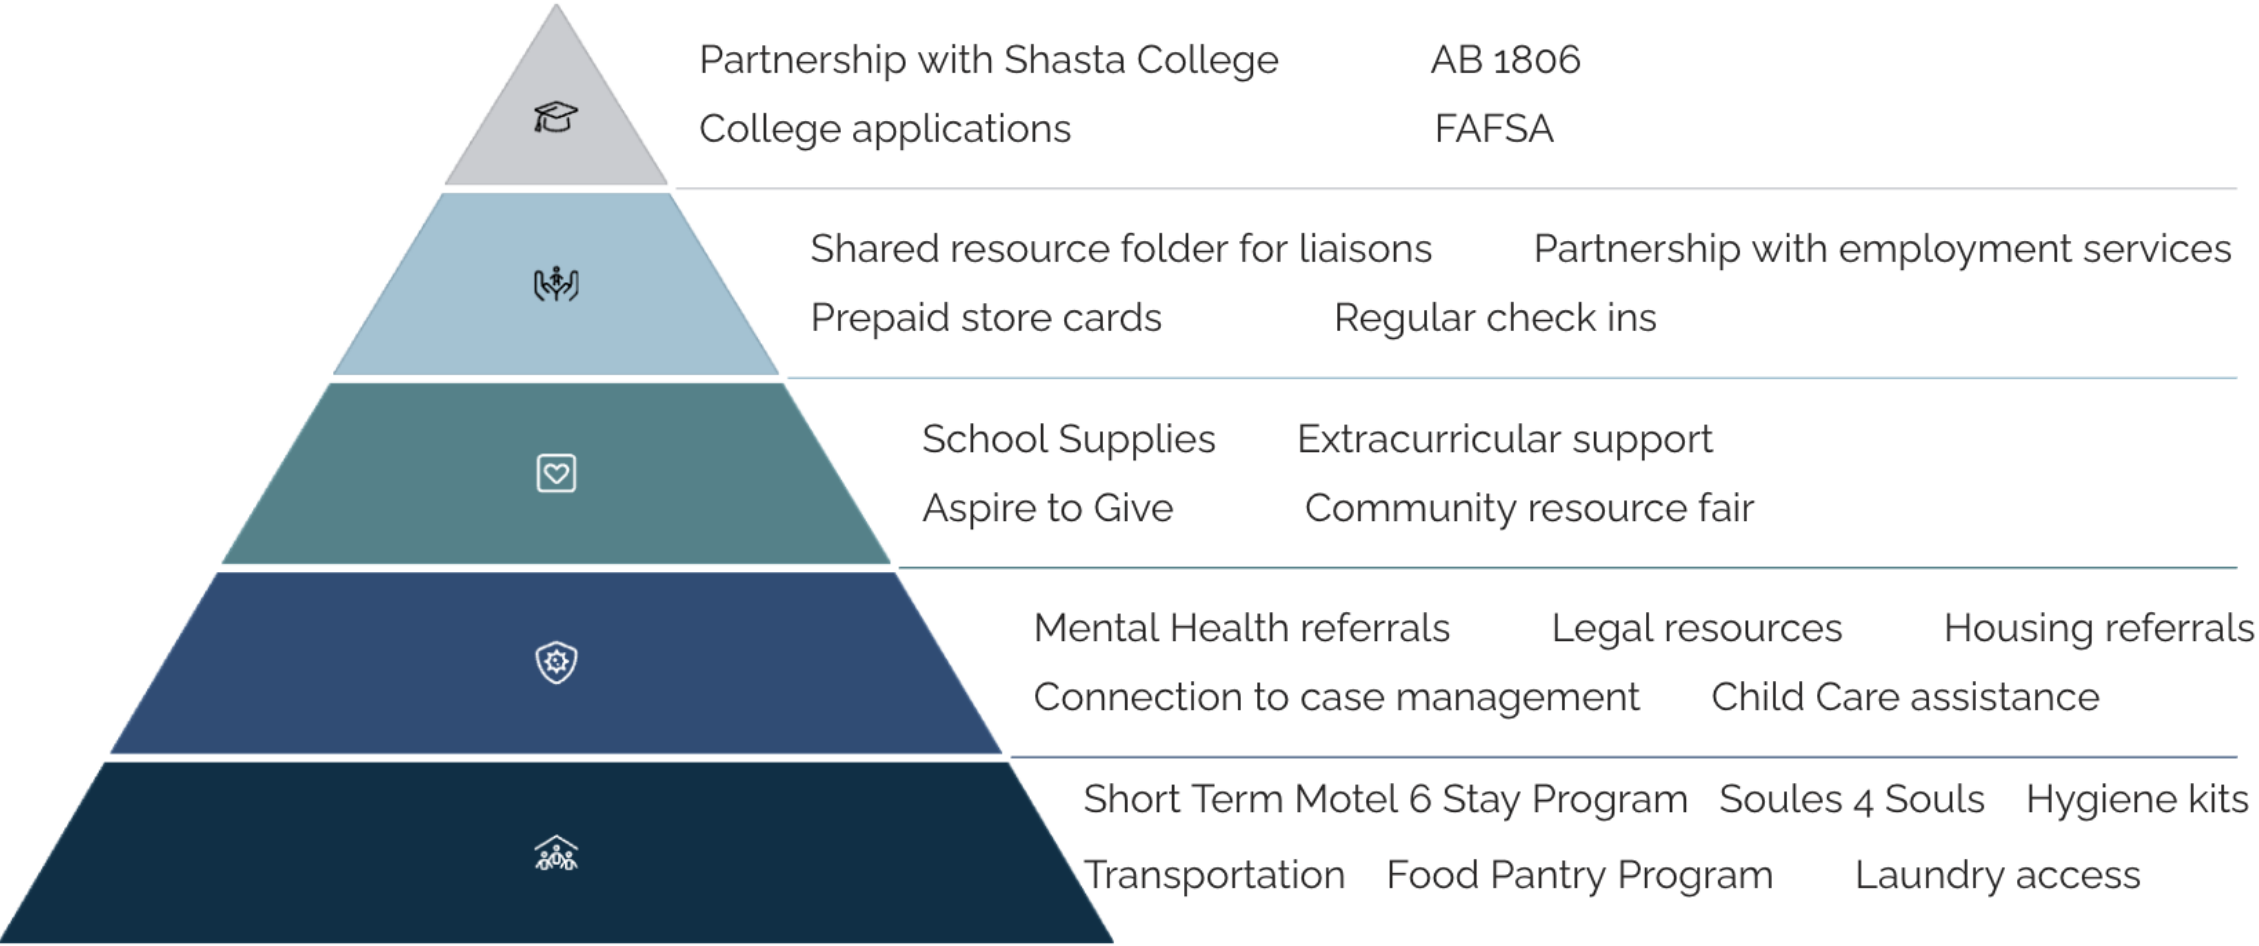 Partnership with Shasta College AB 1806
College applications FAFSA
Shared resource folder for liaisons Partnership with employment services
Prepaid store cards Regular check ins
School Supplies Extracurricular support
Aspire to Give Community resource fair
Mental Health referrals Legal resources Housing referrals
Connection to case management Child Care assistance
Short Term Motel 6 Stay Program Soules 4 Souls Hygiene kits
Transportation Food Pantry Program Laundry access